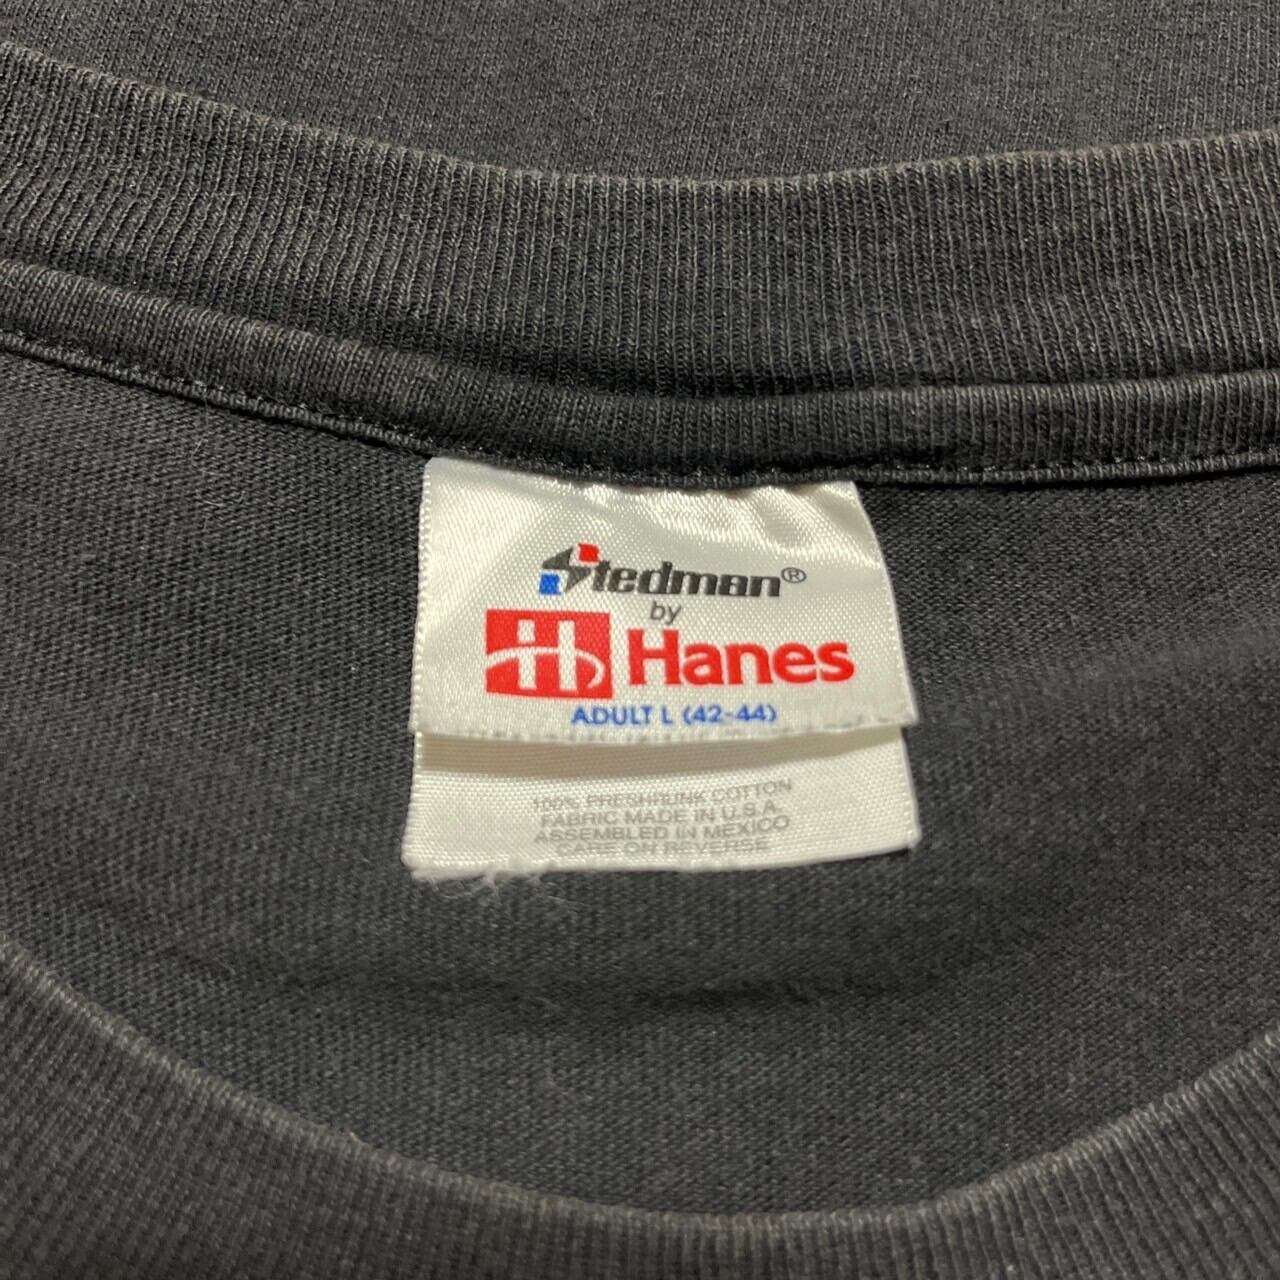 Stedman®
by
H Hanes
ADULT L (42-44)
100% PRESHRUNK COTTON
FABRIC MADE IN U.S.A.
ASSEMBLED IN MEXICO
CARE ON REVERSE